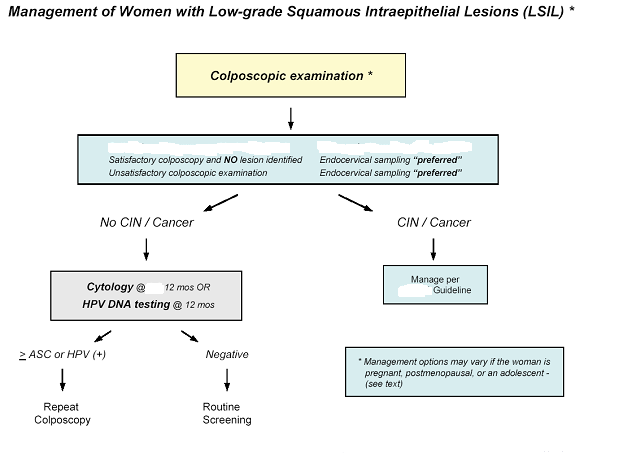 Management of Women with Low-grade Squamous Intraepithelial Lesions (LSIL) *
Colposcopic examination *
Satisfactory colposcopy and NO lesion identified Endocervical sampling “preferred”
Unsatisfactory colposcopic examination Endocervical sampling “preferred”
No CIN / Cancer
CIN / Cancer
Cytology @ 12 mos OR
HPV DNA testing @ 12 mos
Manage per
Guideline
≥ ASC or HPV (+)
Negative
* Management options may vary if the woman is
pregnant, postmenopausal, or an adolescent -
(see text)
Repeat
Colposcopy
Routine
Screening